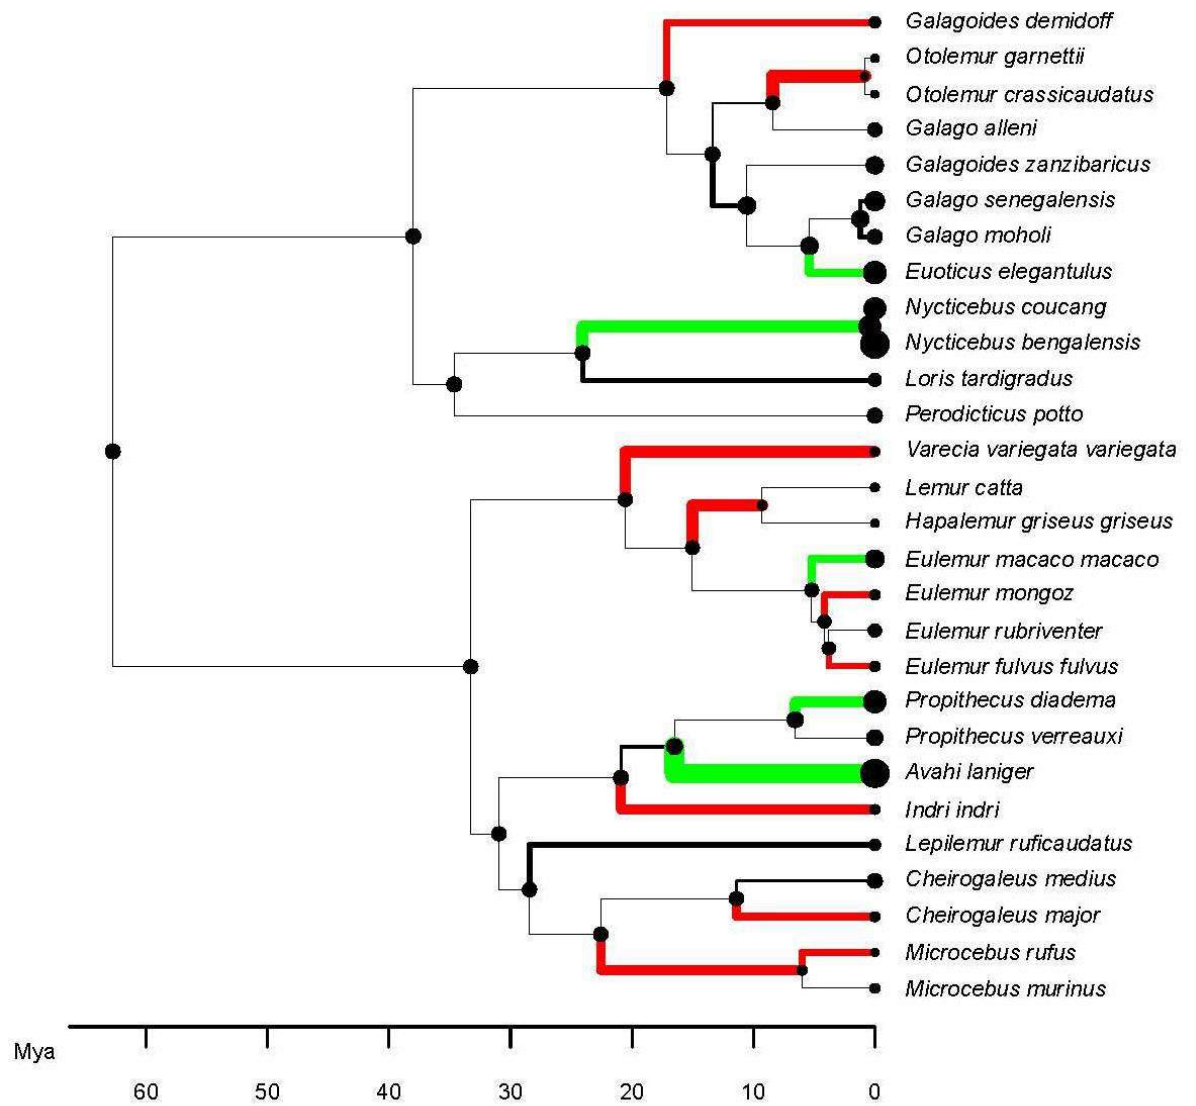 Galagoides demidoff
Otolemur garnettii
Otolemur crassicaudatus
Galago alleni
Galagoides zanzibaricus
Galago senegalensis
Galago moholi
Euoticus elegantulus
Nycticebus coucang
Nycticebus bengalensis
Loris tardigradus
Perodicticus potto
Varecia variegata variegata
Lemur catta
Hapalemur griseus griseus
Eulemur macaco macaco
Eulemur mongoz
Eulemur rubriventer
Eulemur fulvus fulvus
Propithecus diadema
Propithecus verreauxi
Avahi laniger
Indri indri
Lepilemur ruficaudatus
Cheirogaleus medius
Cheirogaleus major
Microcebus rufus
Microcebus murinus
Mya
60 50 40 30 20 10 0